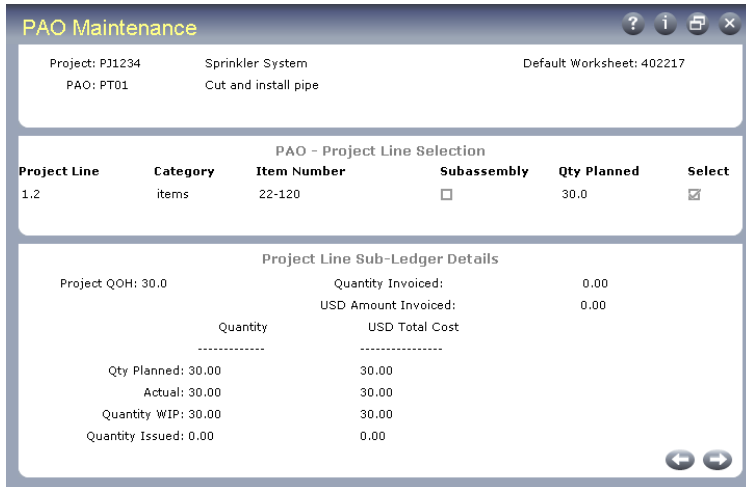 PAO Maintenance
? i
Project: PJ1234 Sprinkler System Default Worksheet: 402217
PAO: PT01 Cut and install pipe
PAO - Project Line Selection
Project Line Category Item Number Subassembly Qty Planned Select
1.2 items 22-120 30.0
Project Line Sub-Ledger Details
Project QOH: 30.0 Quantity Invoiced: 0.00
USD Amount Invoiced: 0.00
Quantity USD Total Cost
------------- ----------------
Qty Planned: 30.00 30.00
Actual: 30.00 30.00
Quantity WIP: 30.00 30.00
Quantity Issued: 0.00 0.00